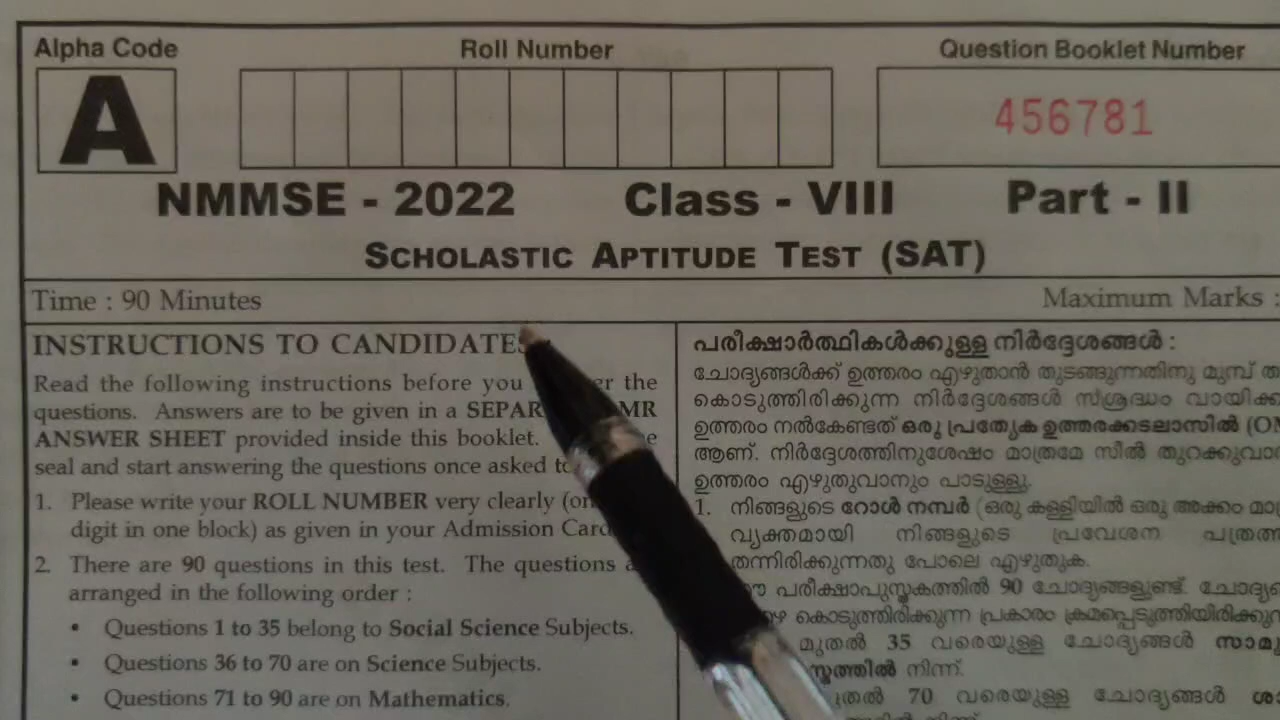 Alpha Code Roll Number Question Booklet Number
A 456781
NMMSE - 2022 Class - VIII Part - II
SCHOLASTIC APTITUDE TEST (SAT)
Time : 90 Minutes Maximum Marks :
INSTRUCTIONS TO CANDIDATES
Read the following instructions before you the
questions. Answers are to be given in a
ANSWER SHEET provided inside this booklet.
seal and start answering the questions once asked
1. Please write your ROLL NUMBER very clearly
digit in one block) as given in your Admission
2. There are 90 questions in this test. The questions
arranged in the following order :
• Questions 1 to 35 belong to Social Science Subjects.
• Questions 36 to 70 are on Science Subjects.
• Questions 71 to 90 are on Mathematics.
പരീക്ഷാർത്ഥികൾക്കുള്ള നിർദ്ദേശങ്ങൾ :
ചോദ്യങ്ങൾക്ക് ഉത്തരം എഴുതാൻ തുടങ്ങുന്നതിനു മുമ്പ്
കൊടുത്തിരിക്കുന്ന നിർദ്ദേശങ്ങൾ സശ്രദ്ധം
ഉത്തരം നൽകേണ്ടത് ഒരു പ്രത്യേക ഉത്തരക്കടലാസിൽ
ആണ്. നിർദ്ദേശത്തിനുശേഷം മാത്രമേ സീൽ
ഉത്തരം എഴുതുവാനും പാടുള്ളു.
1. നിങ്ങളുടെ റോൾ നമ്പർ (ഒരു കള്ളിയിൽ ഒരു അക്കം
വ്യക്തമായി നിങ്ങളുടെ പ്രവേശന
തന്നിരിക്കുന്നതു പോലെ എഴുതുക.
പരീക്ഷാപുസ്തകത്തിൽ 90 ചോദ്യങ്ങളുണ്ട്.
കൊടുത്തിരിക്കുന്ന പ്രകാരം
മുതൽ 35 വരെയുള്ള ചോദ്യങ്ങൾ
നിന്ന്.
70 വരെയുള്ള ചോദ്യങ്ങൾ